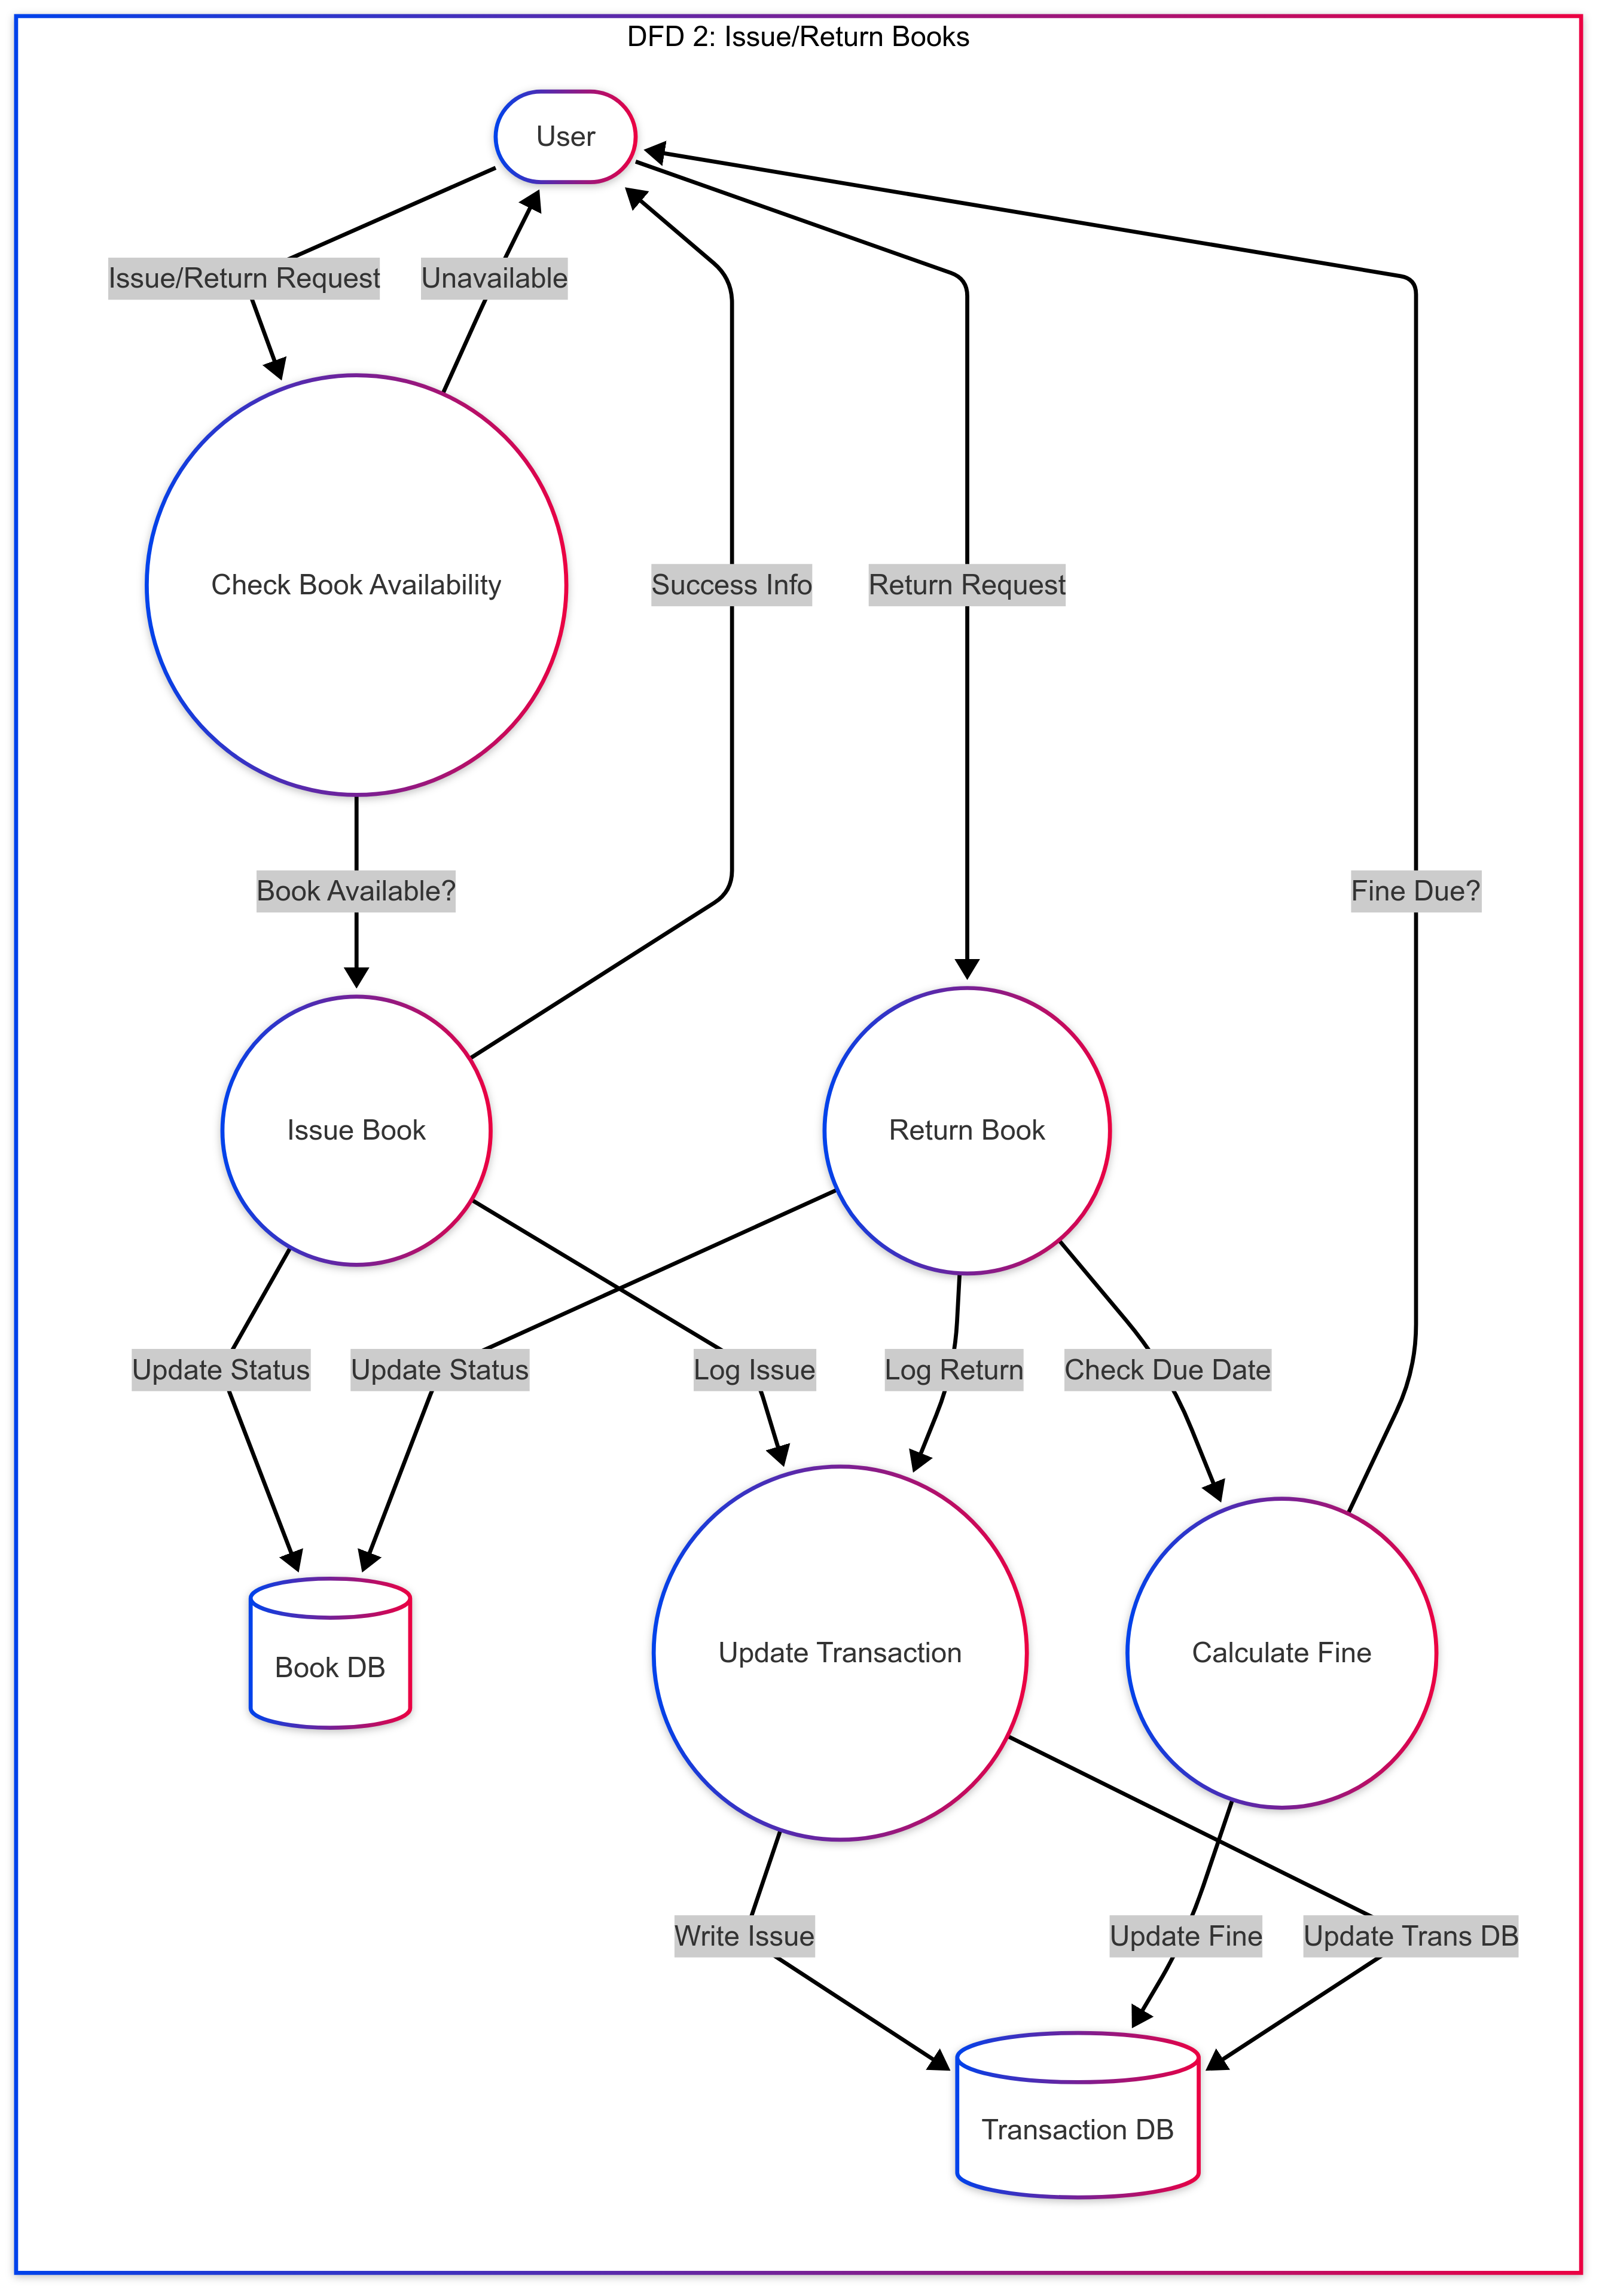 DFD 2: Issue/Return Books
User
Issue/Return Request
Unavailable
Check Book Availability
Success Info
Return Request
Book Available?
Fine Due?
Issue Book
Return Book
Update Status
Update Status
Log Issue
Log Return
Check Due Date
Book DB
Update Transaction
Calculate Fine
Write Issue
Update Fine
Update Trans DB
Transaction DB